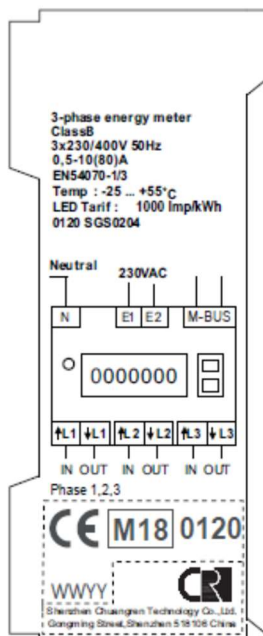 3-phase energy meter
ClassB
3x230/400V 50Hz
0,5-10(80)A
EN54070-1/3
Temp : -25 ... +55°C
LED Tarif : 1000 Imp/kWh
0120 SGS0204
Neutral 230VAC
N E1 E2 M-BUS
0000000
↑L1 ↓L1 ↑L2 ↓L2 ↑L3 ↓L3
IN OUT IN OUT IN OUT
Phase 1,2,3
CE M18 0120
WWYY CR
Shenzhen Chuangren Technology Co.,Ltd.
Gongming Street,Shenzhen 518106 China